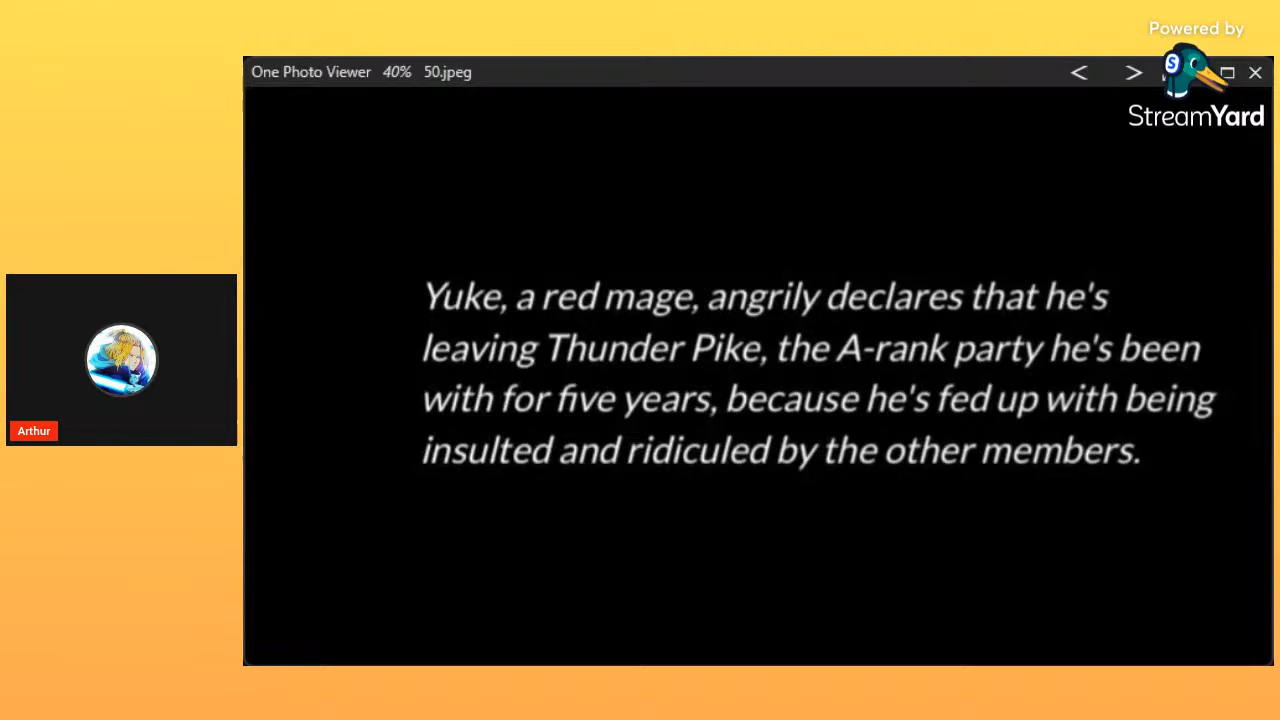 Powered by
One Photo Viewer 40% 50.jpeg
S
StreamYard
Yuke, a red mage, angrily declares that he's
leaving Thunder Pike, the A-rank party he's been
with for five years, because he's fed up with being
insulted and ridiculed by the other members.
Arthur